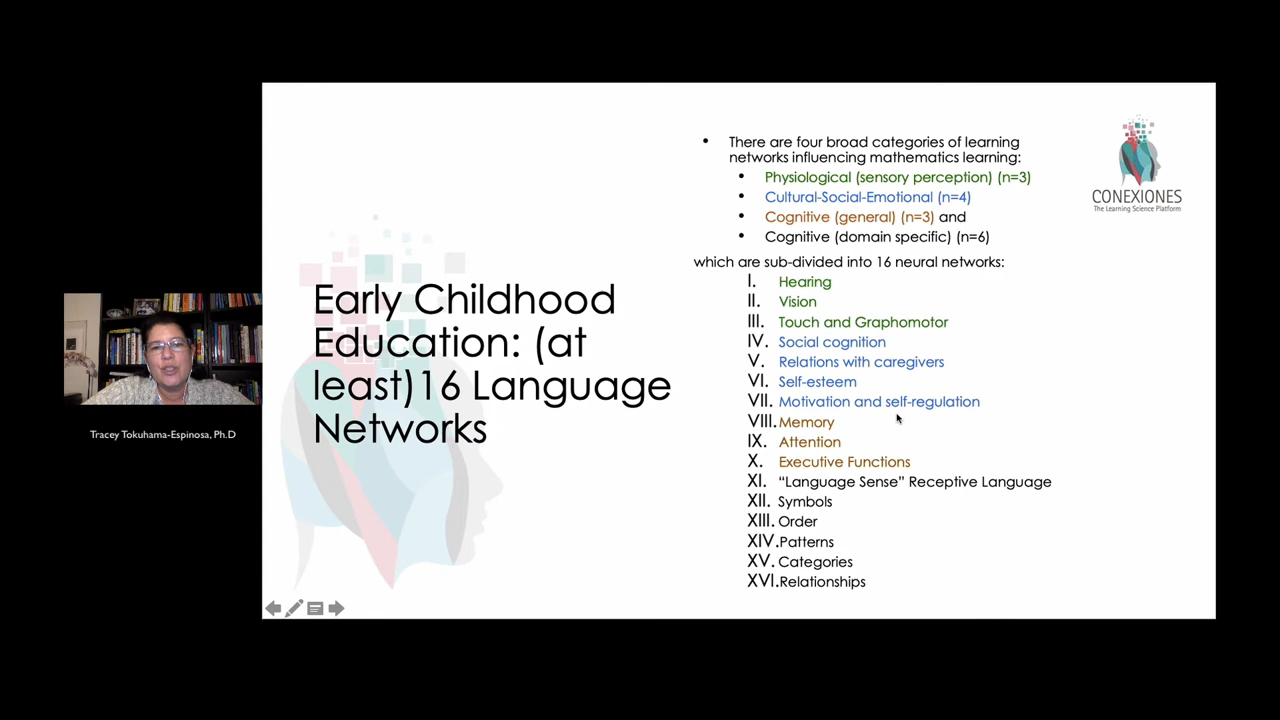 There are four broad categories of learning
networks influencing mathematics learning:
Physiological (sensory perception) (n=3)
Cultural-Social-Emotional (n=4)
Cognitive (general) (n=3) and
Cognitive (domain specific) (n=6)
which are sub-divided into 16 neural networks:
I. Hearing
II. Vision
III. Touch and Graphomotor
IV. Social cognition
V. Relations with caregivers
VI. Self-esteem
VII. Motivation and self-regulation
VIII. Memory
IX. Attention
X. Executive Functions
XI. “Language Sense” Receptive Language
XII. Symbols
XIII. Order
XIV. Patterns
XV. Categories
XVI. Relationships
CONEXIONES
The Learning Science Platform
Early Childhood
Education: (at
least)16 Language
Networks
Tracey Tokuhama-Espinosa, Ph.D